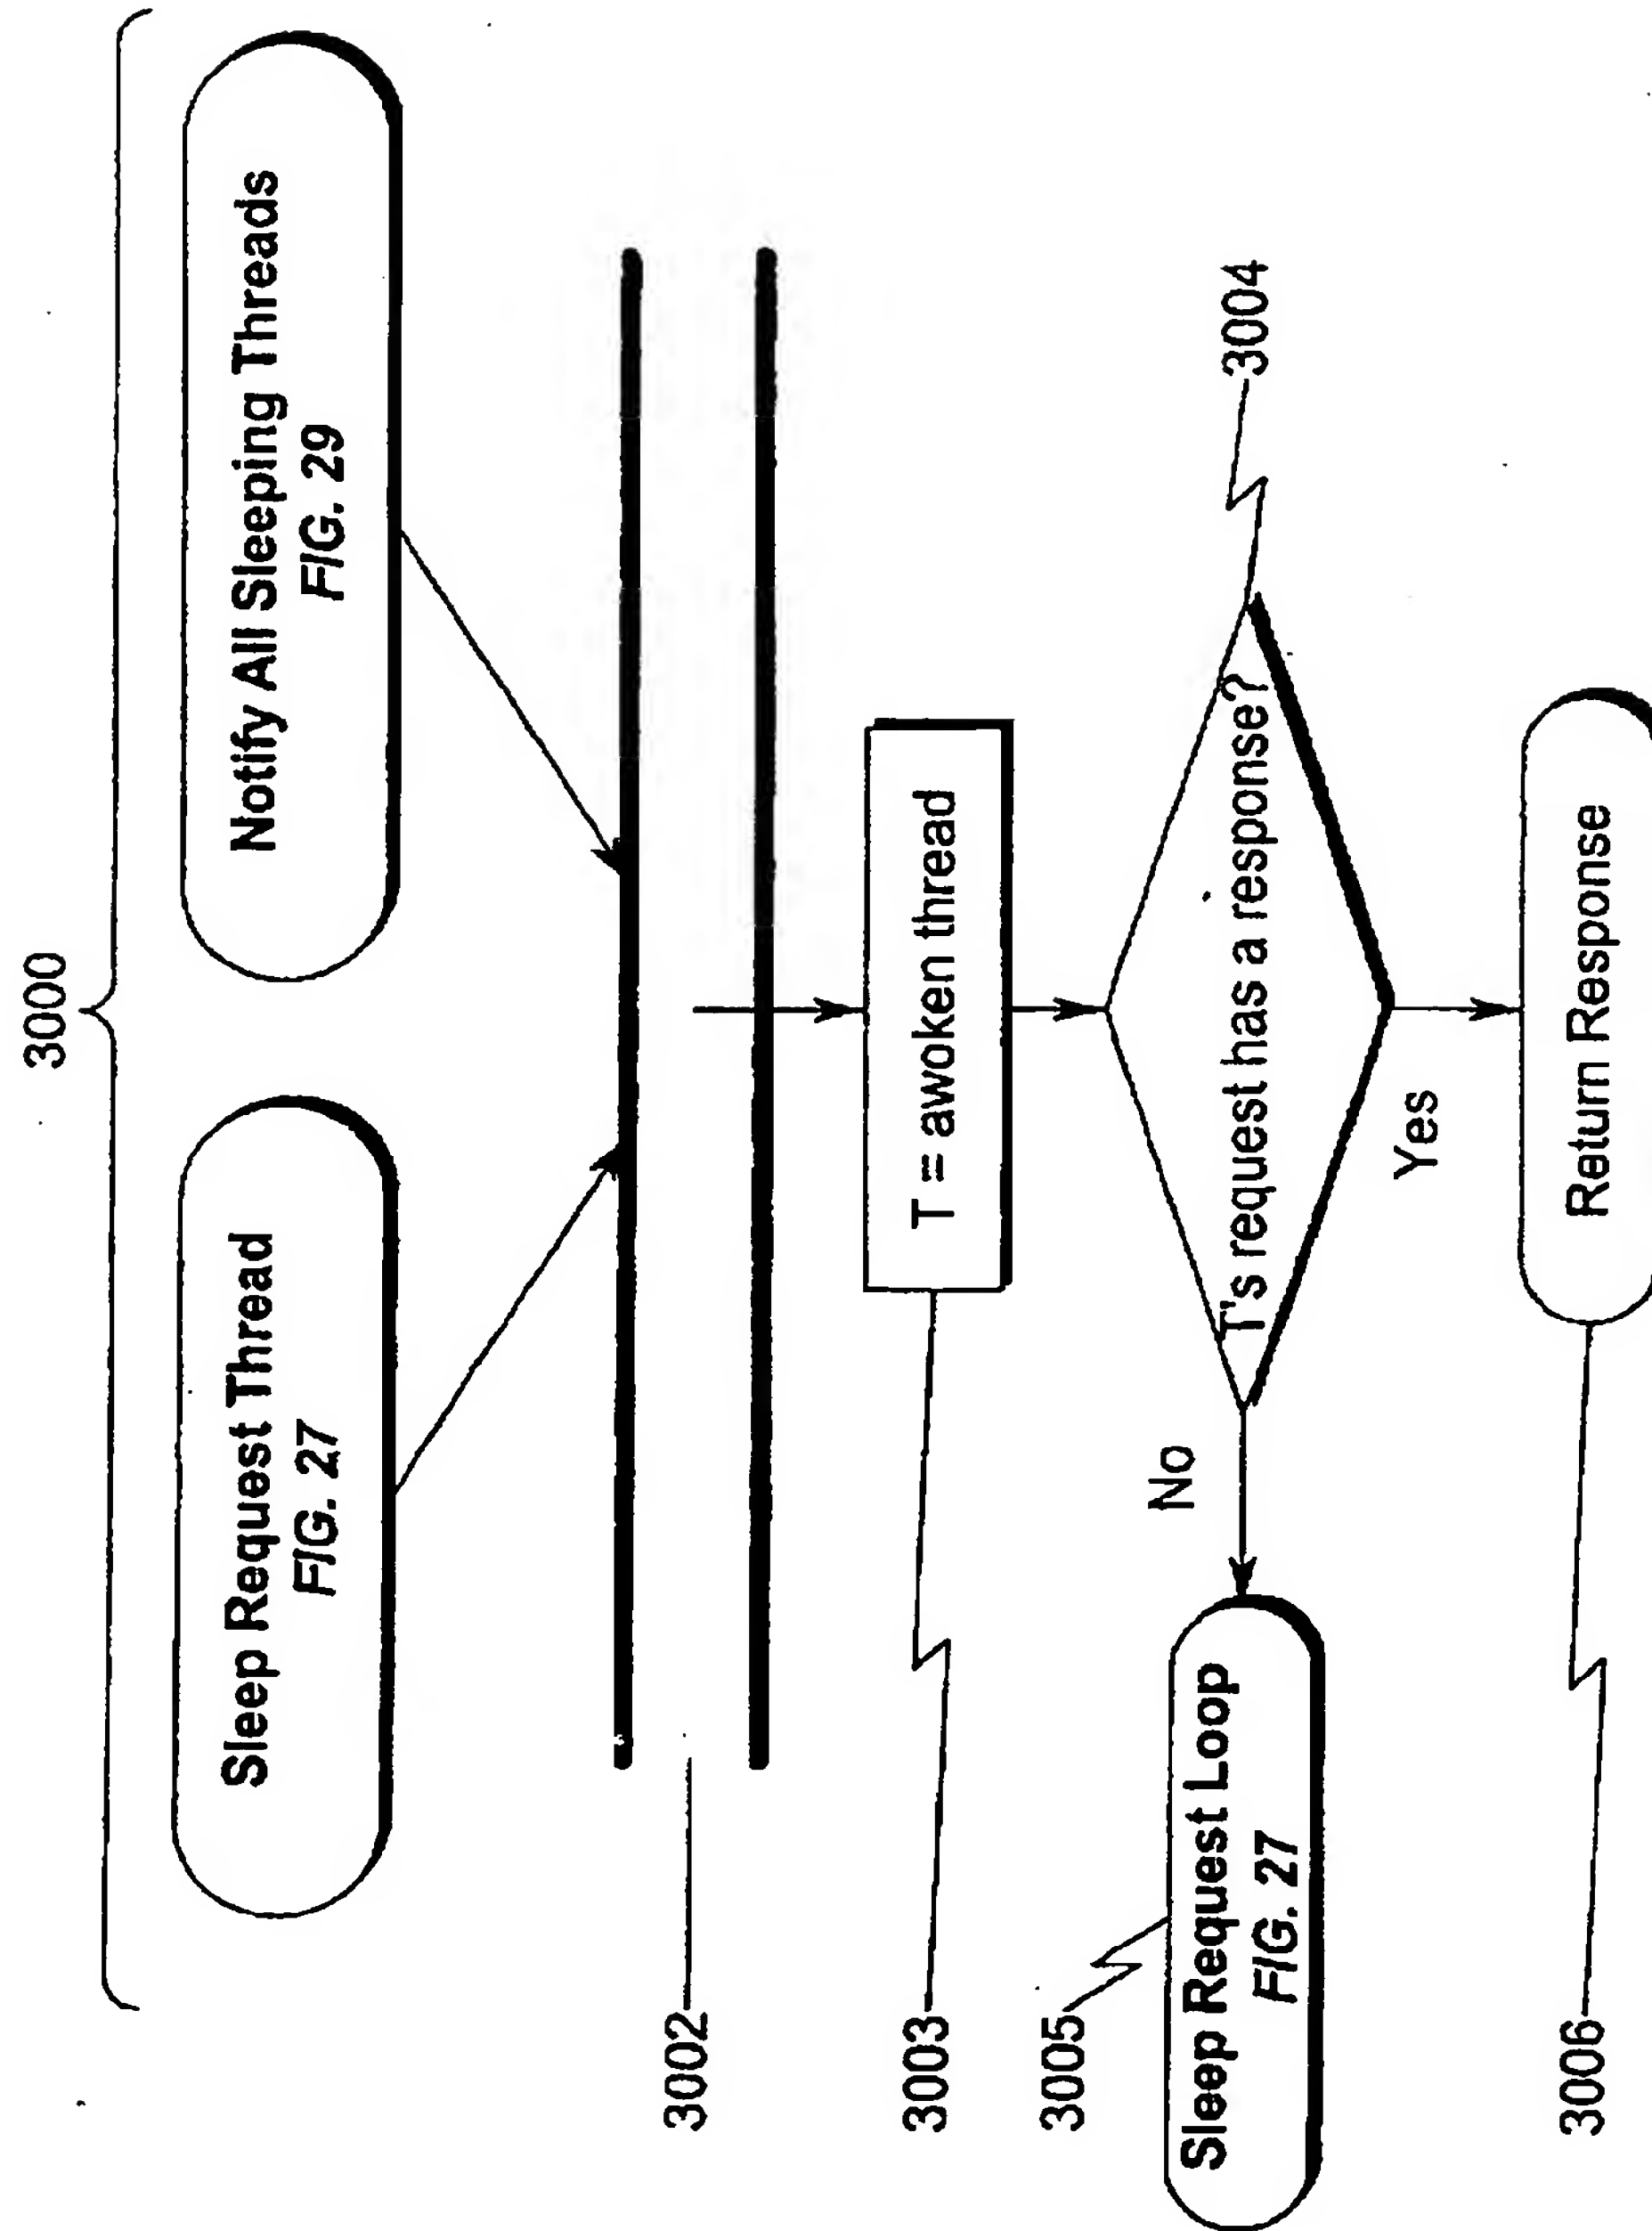 3000
Sleep Request Thread
FIG. 27
Notify All Sleeping Threads
FIG. 29
3002
3003
T = awoken thread
3004
T's request has a response?
No
Yes
3005
Sleep Request Loop
FIG. 27
3006
Return Response